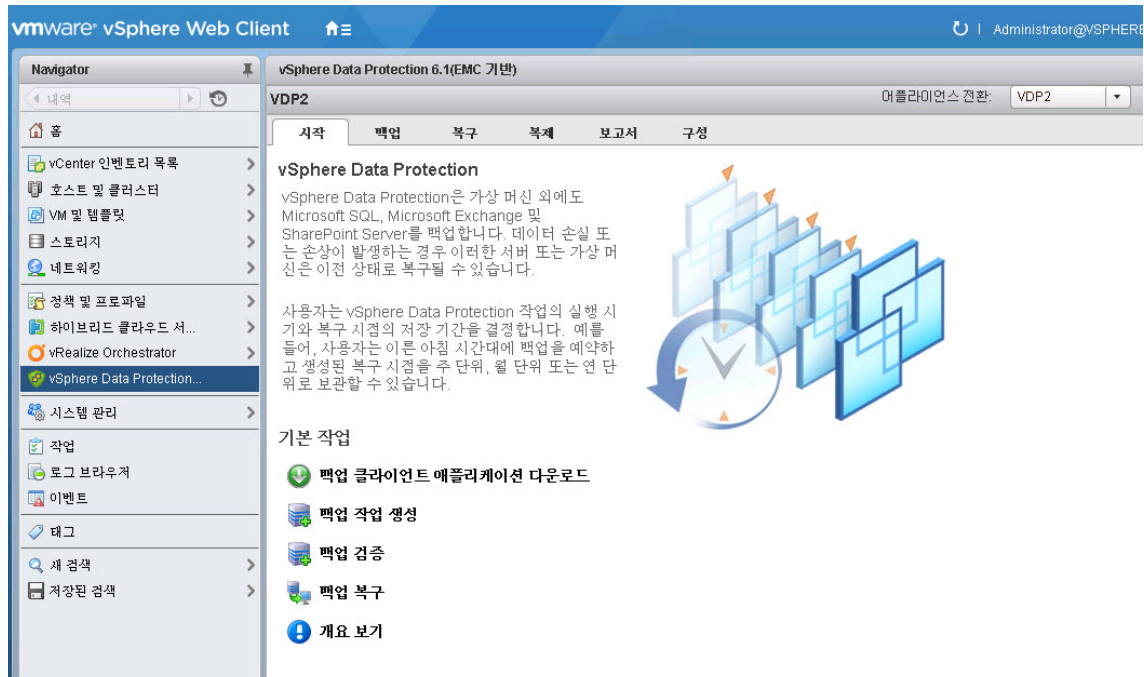 vmware® vSphere Web Client
Administrator@VSPHERE
Navigator
내역
홈
vCenter 인벤토리 목록
호스트 및 클러스터
VM 및 템플릿
스토리지
네트워킹
정책 및 프로파일
하이브리드 클라우드 서...
vRealize Orchestrator
vSphere Data Protection...
시스템 관리
작업
로그 브라우저
이벤트
태그
새 검색
저장된 검색
vSphere Data Protection 6.1(EMC 기반)
VDP2
어플라이언스 전환: VDP2
시작 백업 복구 복제 보고서 구성
vSphere Data Protection
vSphere Data Protection은 가상 머신 외에도
Microsoft SQL, Microsoft Exchange 및
SharePoint Server를 백업합니다. 데이터 손실 또
는 손상이 발생하는 경우 이러한 서버 또는 가상 머
신은 이전 상태로 복구될 수 있습니다.
사용자는 vSphere Data Protection 작업의 실행 시
기와 복구 시점의 저장 기간을 결정합니다. 예를
들어, 사용자는 이른 아침 시간대에 백업을 예약하
고 생성된 복구 시점을 주 단위, 월 단위 또는 연 단
위로 보관할 수 있습니다.
기본 작업
백업 클라이언트 애플리케이션 다운로드
백업 작업 생성
백업 검증
백업 복구
개요 보기